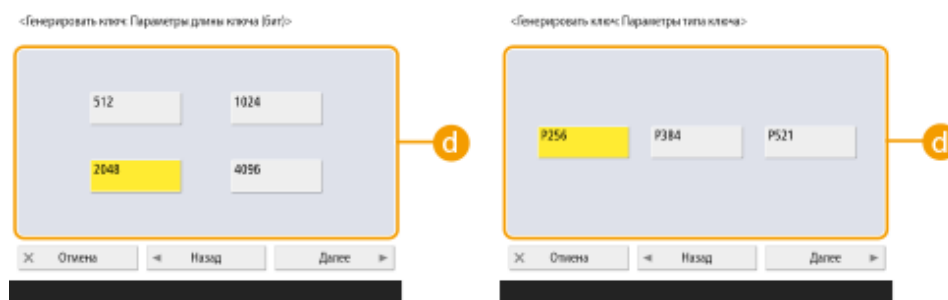 <Генерировать ключ: Параметры длины ключа (бит)>
512
1024
2048
4096
d
× Отмена
◄ Назад
Далее ►
<Генерировать ключ: Параметры типа ключа>
P256
P384
P521
d
× Отмена
◄ Назад
Далее ►